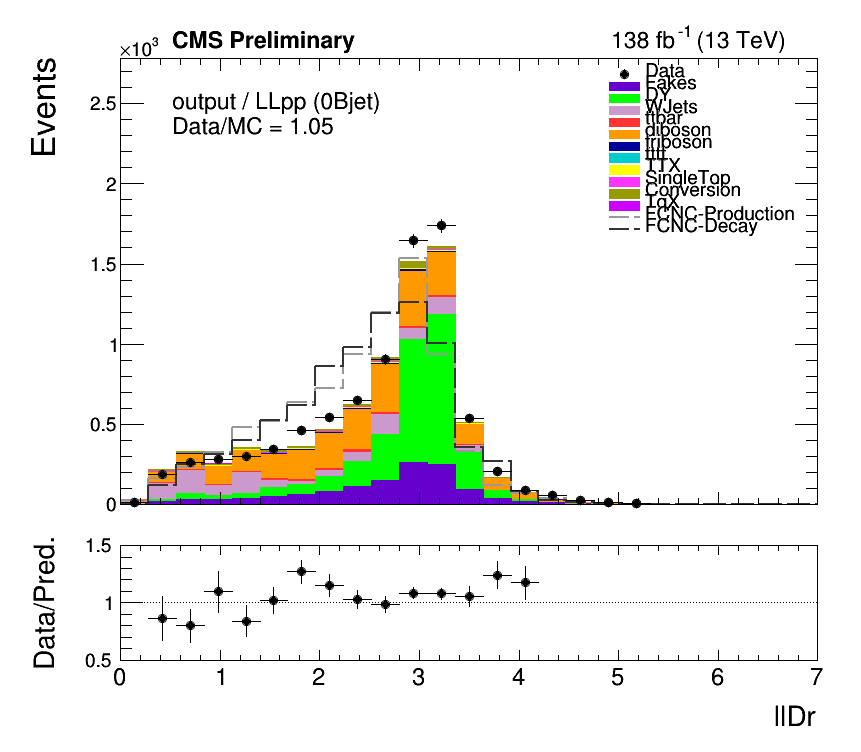 ×10³ CMS Preliminary 138 fb⁻¹ (13 TeV)
Events
output / LLpp (0Bjet)
Data/MC = 1.05
Data
Fakes
DY
WJets
ttbar
diboson
triboson
tttt
TTX
SingleTop
Conversion
TqX
FCNC-Production
FCNC-Decay
2.5
2
1.5
1
0.5
0
Data/Pred.
1.5
1
0.5
0 1 2 3 4 5 6 7
llDr